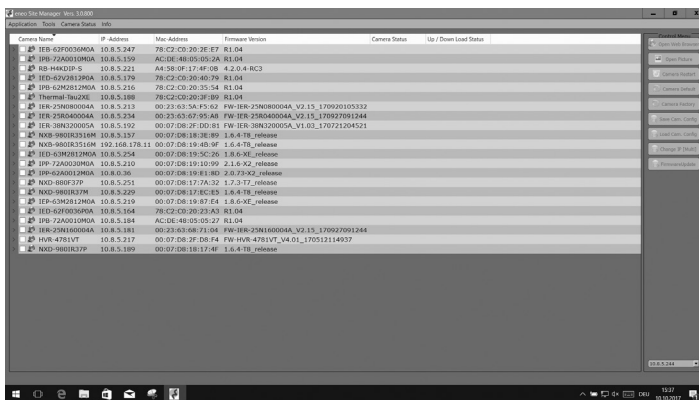 eneo Site Manager Vers. 3.0.800
Application Tools Camera Status Info
Camera Name IP -Address Mac-Address Firmware Version Camera Status Up / Down Load Status
IEB-62F0036M0A 10.8.5.247 78:C2:C0:20:2E:E7 R1.04
IPB-72A0010M0A 10.8.5.159 AC:DE:48:05:05:2A R1.04
RB-H4KDIP-S 10.8.5.221 A4:58:0F:17:4F:0B 4.2.0.4-RC3
IED-62V2812P0A 10.8.5.179 78:C2:C0:20:40:79 R1.04
IPB-62M2812M0A 10.8.5.216 78:C2:C0:20:35:54 R1.04
Thermal-Tau2XE 10.8.5.188 78:C2:C0:20:3F:B9 R1.04
IER-25N080004A 10.8.5.213 00:23:63:5A:F5:62 FW-IER-25N080004A_V2.15_170920105332
IER-25R040004A 10.8.5.234 00:23:63:67:95:A8 FW-IER-25R040004A_V2.15_170927091244
IER-38N320005A 10.8.5.192 00:07:D8:2F:DD:81 FW-IER-38N320005A_V1.03_170721204521
NXB-980IR3516M 10.8.5.157 00:07:D8:18:3E:89 1.6.4-T8_release
NXB-980IR3516M 192.168.178.11 00:07:D8:19:4B:9F 1.6.4-T8_release
IED-63M2812M0A 10.8.5.254 00:07:D8:19:5C:26 1.8.6-XE_release
IPP-72A0030M0A 10.8.5.210 00:07:D8:19:10:99 2.1.6-X2_release
IPP-62A0012M0A 10.8.0.36 00:07:D8:19:E1:8D 2.0.73-X2_release
NXD-880F37P 10.8.5.251 00:07:D8:17:7A:32 1.7.3-T7_release
NXD-980IR37M 10.8.5.229 00:07:D8:17:EC:E5 1.6.4-T8_release
IEP-63M2812M0A 10.8.5.219 00:07:D8:19:87:E4 1.8.6-XE_release
IED-62F0036P0A 10.8.5.164 78:C2:C0:20:23:A3 R1.04
IPB-72A0010M0A 10.8.5.184 AC:DE:48:05:05:27 R1.04
IER-25N160004A 10.8.5.181 00:23:63:68:71:04 FW-IER-25N160004A_V2.15_170927091244
HVR-4781VT 10.8.5.217 00:07:D8:2F:D8:F4 FW-HVR-4781VT_V4.01_170512114937
NXD-980IR37P 10.8.5.189 00:07:D8:18:17:4F 1.6.4-T8_release
Control Menu
Open Web Browser
Open Picture
Camera Restart
Camera Default
Camera Factory
Save Cam. Config
Load Cam. Config
Change IP [Multi]
Firmwareupdate
10.8.5.244
DEU
15:37
10.10.2017